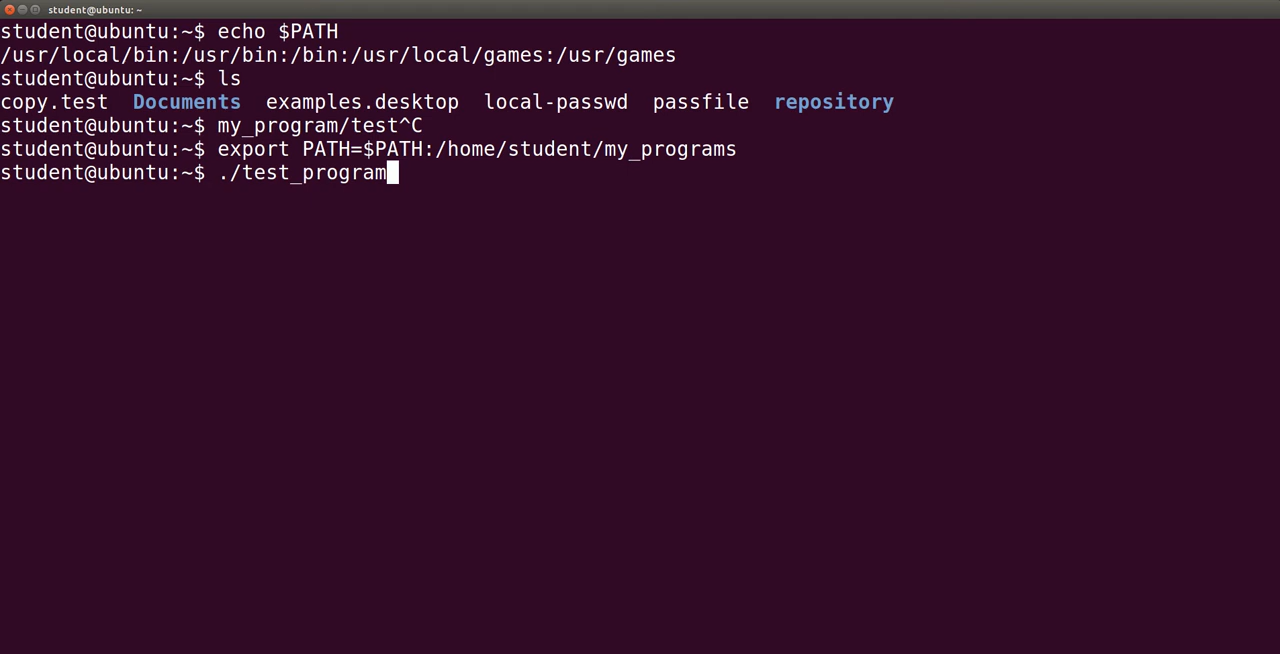 student@ubuntu: ~
student@ubuntu:~$ echo $PATH
/usr/local/bin:/usr/bin:/bin:/usr/local/games:/usr/games
student@ubuntu:~$ ls
copy.test  Documents  examples.desktop  local-passwd  passfile  repository
student@ubuntu:~$ my_program/test^C
student@ubuntu:~$ export PATH=$PATH:/home/student/my_programs
student@ubuntu:~$ ./test_program